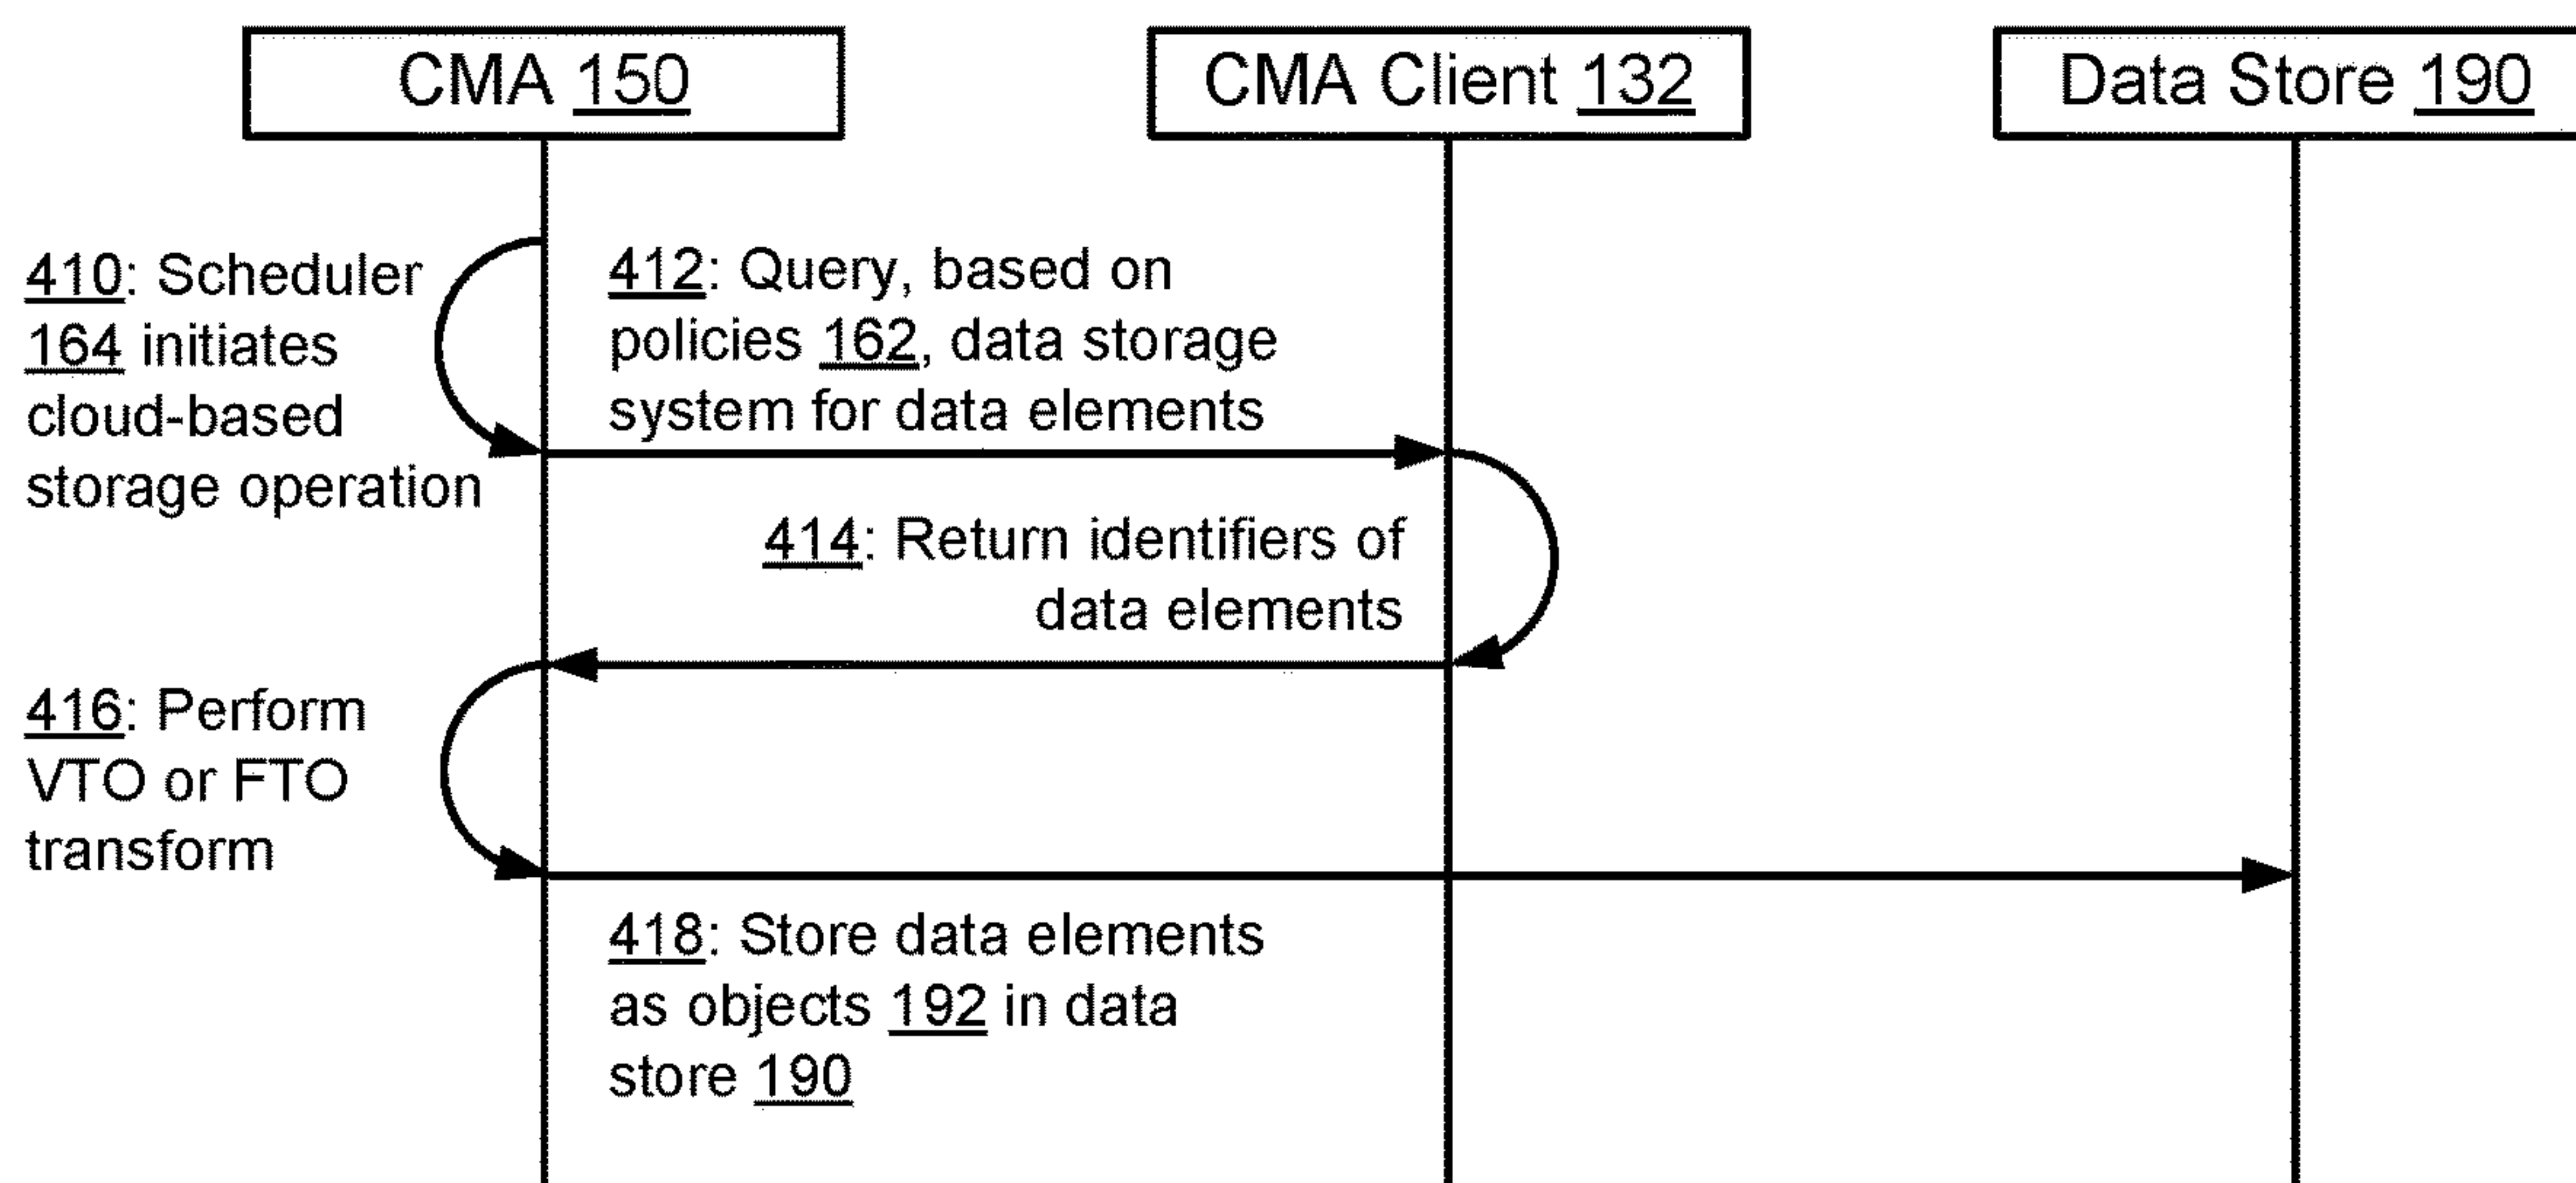 CMA 150
CMA Client 132
Data Store 190
410: Scheduler
164 initiates
cloud-based
storage operation
412: Query, based on
policies 162, data storage
system for data elements
414: Return identifiers of
data elements
416: Perform
VTO or FTO
transform
418: Store data elements
as objects 192 in data
store 190